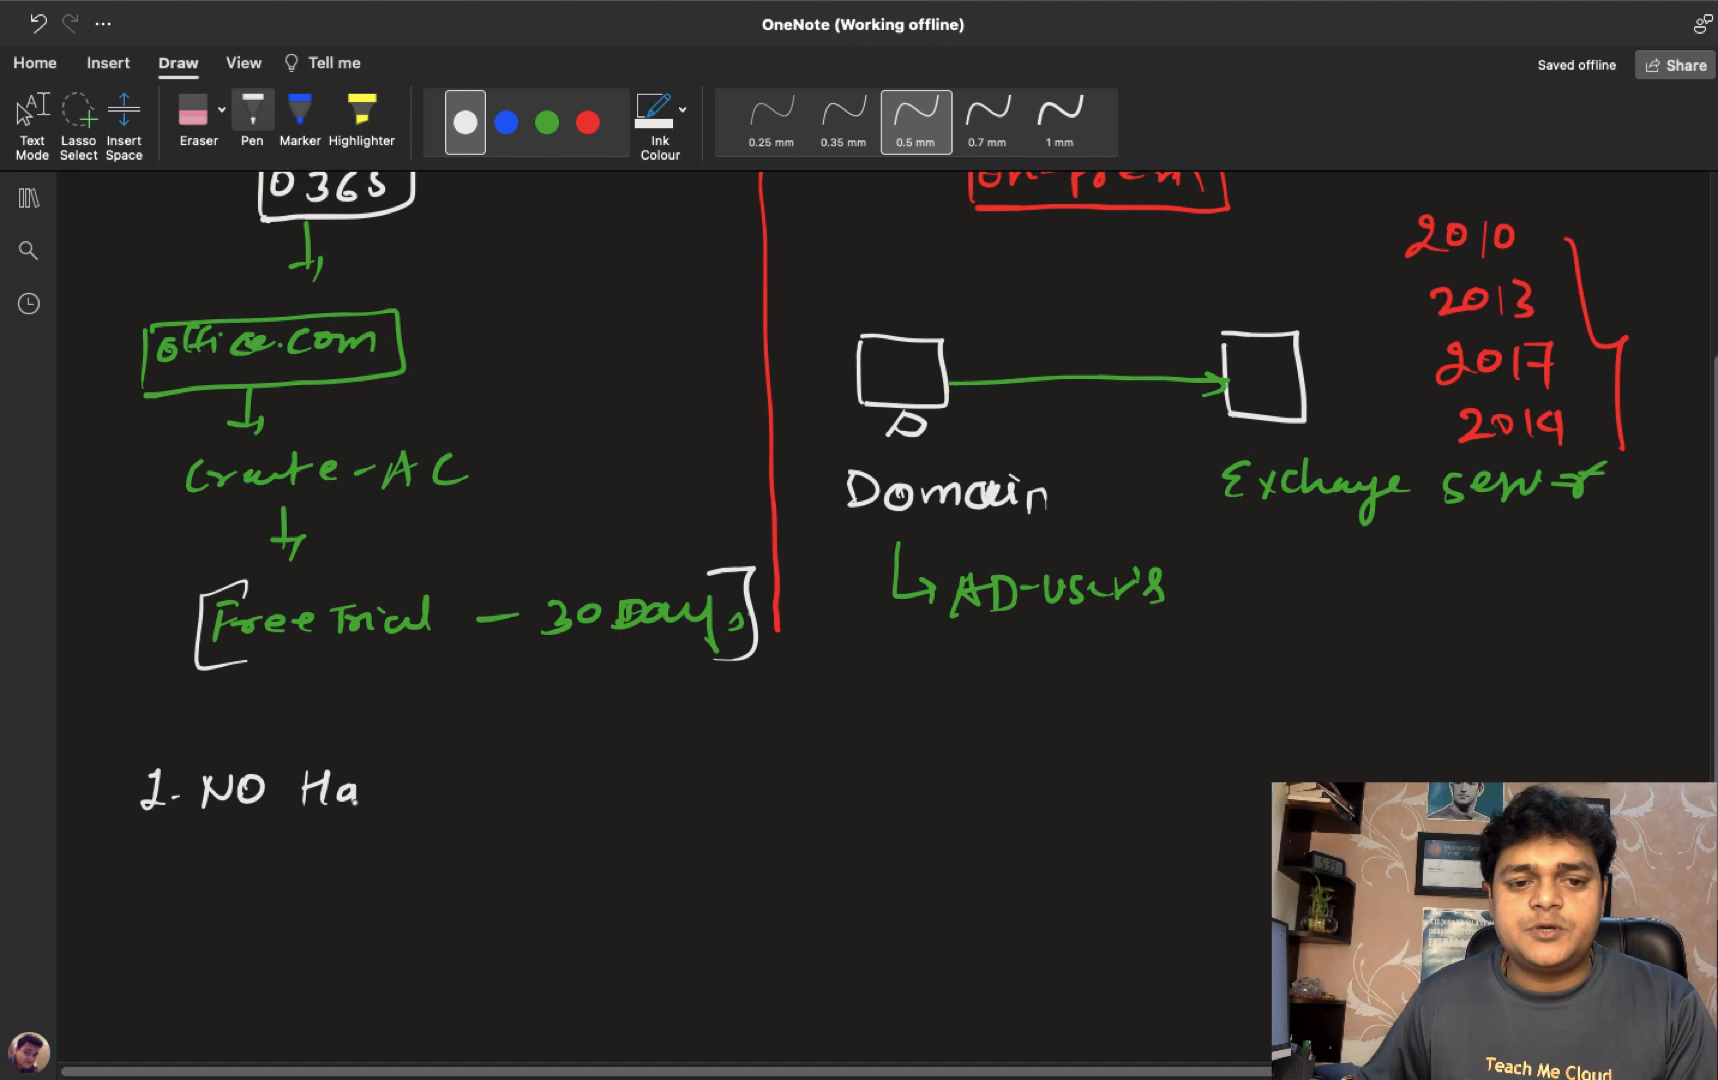 OneNote (Working offline)
Home Insert Draw View Tell me
Saved offline Share
Text Mode
Lasso Select
Insert Space
Eraser
Pen
Marker
Highlighter
Ink Colour
0.25 mm
0.35 mm
0.5 mm
0.7 mm
1 mm
O365
office.com
Create-AC
Free Trial - 30 Days
on-prem
2010
2013
2017
2019
Domain
AD-User's
Exchange server
1. NO Ha
Teach Me Cloud